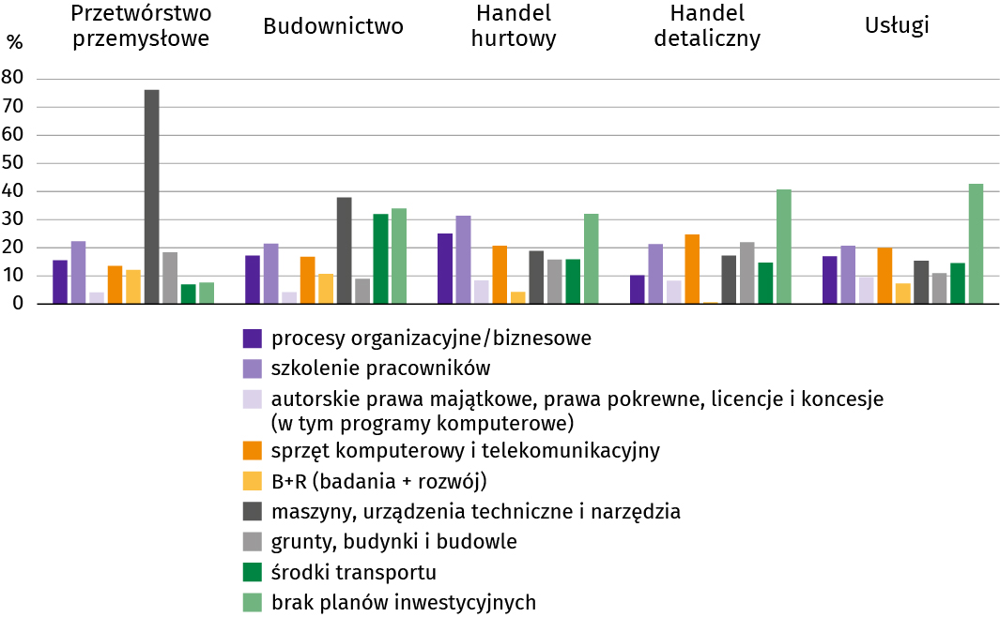 Przetwórstwo
przemysłowe
Budownictwo
Handel
hurtowy
Handel
detaliczny
Usługi
%
80
70
60
50
40
30
20
10
0
procesy organizacyjne/biznesowe
szkolenie pracowników
autorskie prawa majątkowe, prawa pokrewne, licencje i koncesje
(w tym programy komputerowe)
sprzęt komputerowy i telekomunikacyjny
B+R (badania + rozwój)
maszyny, urządzenia techniczne i narzędzia
grunty, budynki i budowle
środki transportu
brak planów inwestycyjnych